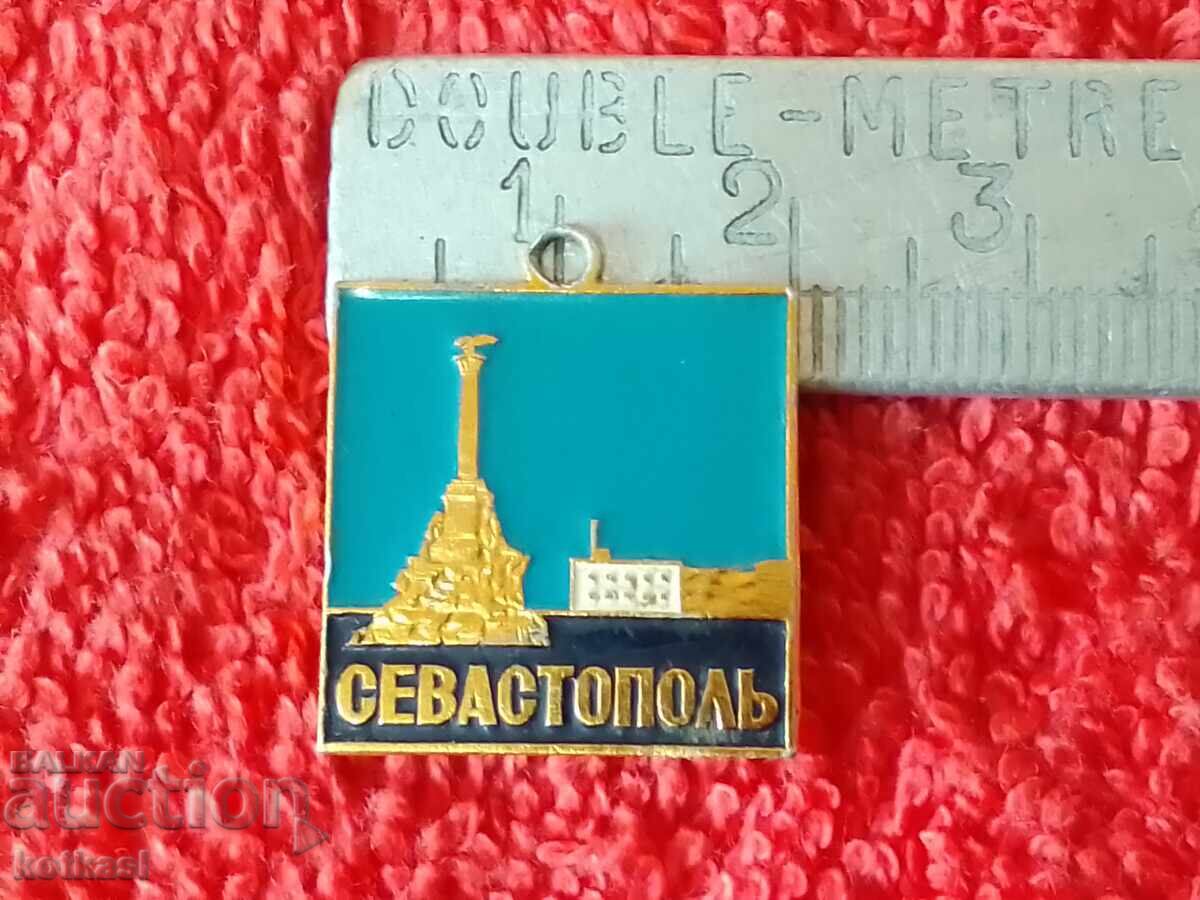 DOUBLE-METRE
1 2 3
СЕВАСТОПОЛЬ
BALKAN
auction
kotkasl